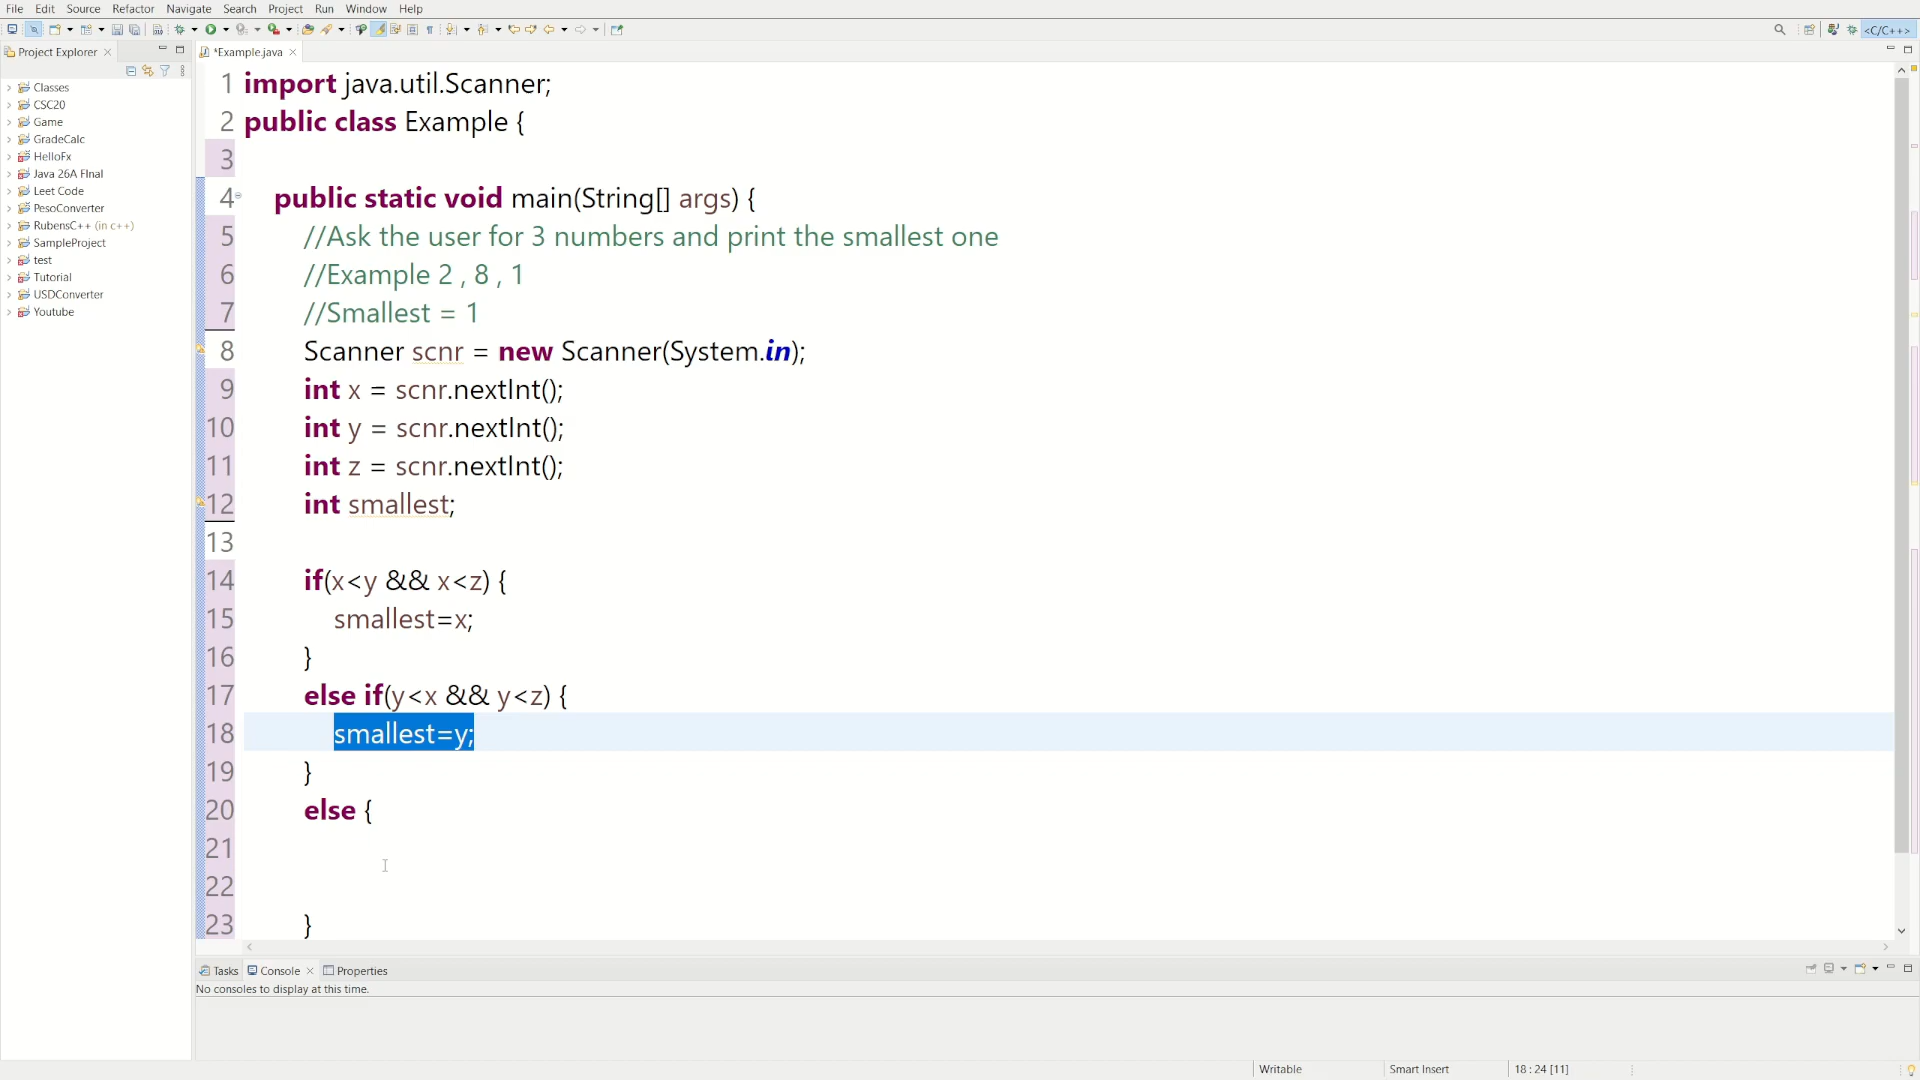 File Edit Source Refactor Navigate Search Project Run Window Help
<C/C++>
Project Explorer
*Example.java
Classes
CSC20
Game
GradeCalc
HelloFx
Java 26A FInal
Leet Code
PesoConverter
RubensC++ (in c++)
SampleProject
test
Tutorial
USDConverter
Youtube
1 import java.util.Scanner;
2 public class Example {
3
4 public static void main(String[] args) {
5 //Ask the user for 3 numbers and print the smallest one
6 //Example 2 , 8 , 1
7 //Smallest = 1
8 Scanner scnr = new Scanner(System.in);
9 int x = scnr.nextInt();
10 int y = scnr.nextInt();
11 int z = scnr.nextInt();
12 int smallest;
13
14 if(x<y && x<z) {
15 smallest=x;
16 }
17 else if(y<x && y<z) {
18 smallest=y;
19 }
20 else {
21
22
23 }
Tasks Console Properties
No consoles to display at this time.
Writable Smart Insert 18 : 24 [11]